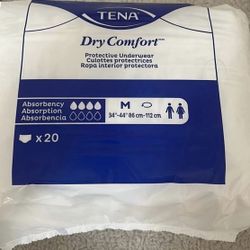 TENA
Dry Comfort™
Protective Underwear
Culottes protectrices
Ropa interior protectora
Absorbency
Absorption
Absorbencia
M
34"-44" 86 cm-112 cm
x20